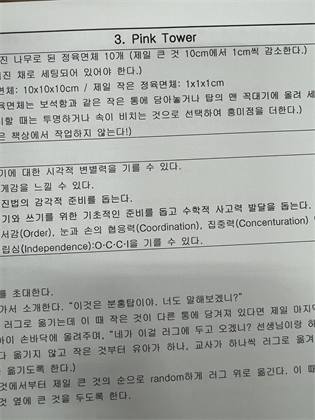 3. Pink Tower
진 나무로 된 정육면체 10개 (제일 큰 것 10cm에서 1cm씩 감소한다.)
진 채로 세팅되어 있어야 한다.)
면체: 10x10x10cm / 제일 작은 정육면체: 1x1x1cm
육면체는 보석함과 같은 작은 통에 담아놓거나 탑의 맨 꼭대기에 올려 세
할 때는 투명하거나 속이 비치는 것으로 선택하여 흥미점을 더한다.)
은 책상에서 작업하지 않는다!)
기에 대한 시각적 변별력을 기를 수 있다.
게감을 느낄 수 있다.
진법의 감각적 준비를 돕는다.
기와 쓰기를 위한 기초적인 준비를 돕고 수학적 사고력 발달을 돕는다.
서감(Order), 눈과 손의 협응력(Coordination), 집중력(Concenturation)
립심(Independence):O·C·C·I을 기를 수 있다.
를 초대한다.
가서 소개한다. “이것은 분홍탑이야. 너도 말해보겠니?”
러그로 옮기는데 이 때 작은 것이 다른 통에 담겨져 있다면 제일 마지막
아이 손바닥에 올려주며, “네가 이걸 러그에 두고 오겠니? 선생님이랑 하
다 옮기지 않고 작은 것부터 유아가 하나, 교사가 하나씩 러그로 옮겨
을 옮기도록 한다.)
것에서부터 제일 큰 것의 순으로 random하게 러그 위로 옮긴다. 이 때
것 옆에 큰 것을 두도록 한다.